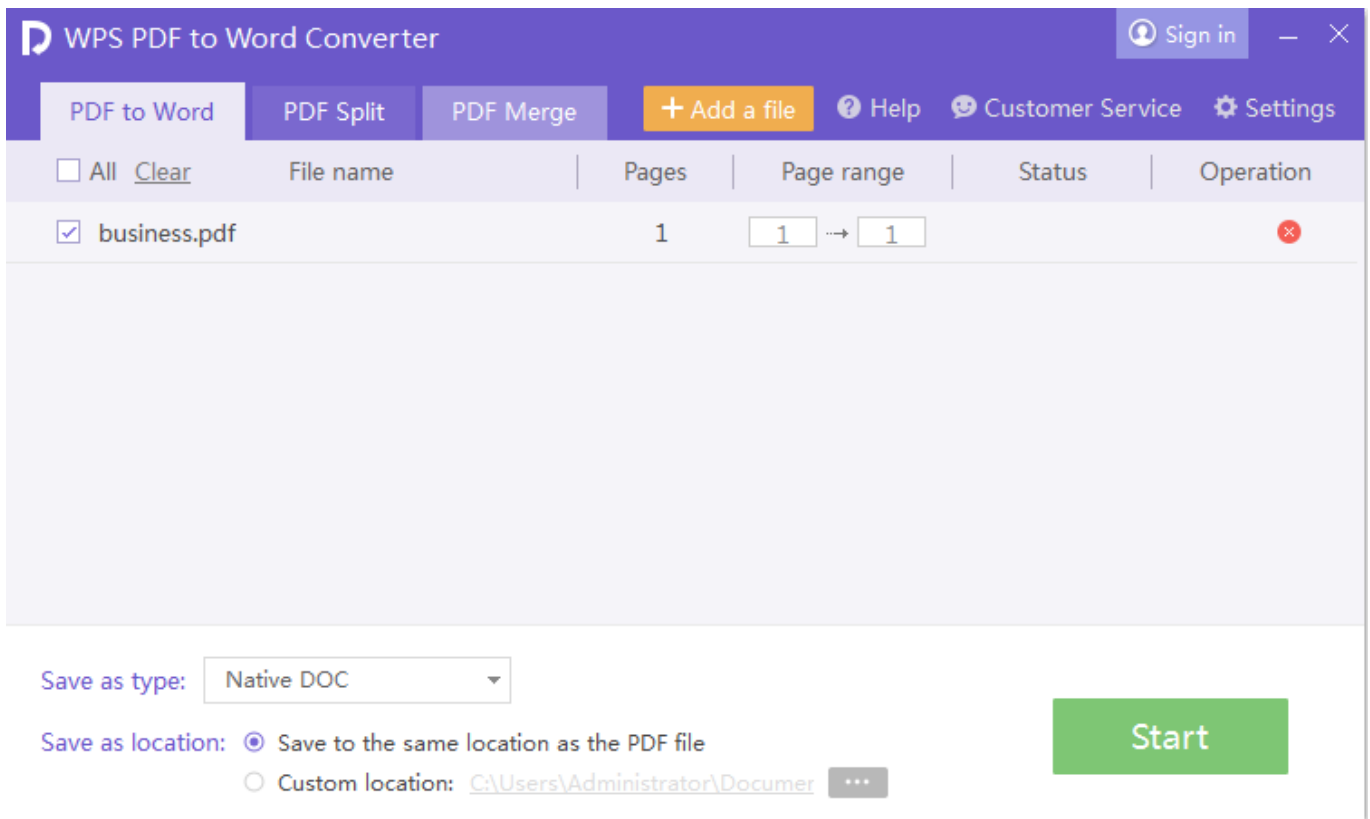 WPS PDF to Word Converter Sign in
PDF to Word PDF Split PDF Merge + Add a file Help Customer Service Settings
All Clear File name Pages Page range Status Operation
business.pdf 1 1 1
Save as type: Native DOC
Save as location: Save to the same location as the PDF file
Start
Custom location: C:\Users\Administrator\Documer ...